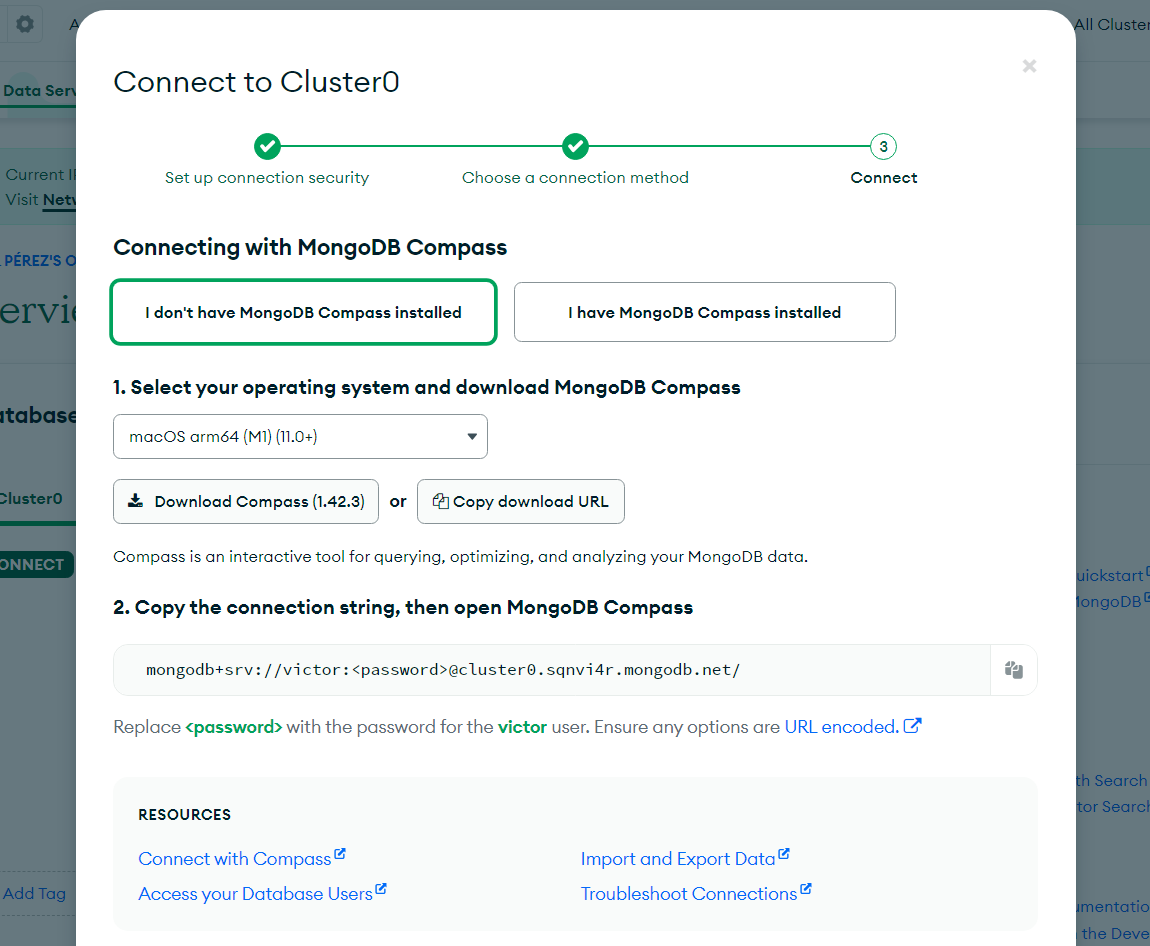 All Cluster
Connect to Cluster0
Data Serv
3
Set up connection security
Choose a connection method
Connect
Current IP
Visit Netw
Connecting with MongoDB Compass
PÉREZ'S O
I don't have MongoDB Compass installed
I have MongoDB Compass installed
ervie
1. Select your operating system and download MongoDB Compass
atabase
macOS arm64 (M1) (11.0+)
Cluster0
Download Compass (1.42.3)
or
Copy download URL
Compass is an interactive tool for querying, optimizing, and analyzing your MongoDB data.
ONNECT
uickstart
MongoDB
2. Copy the connection string, then open MongoDB Compass
mongodb+srv://victor:<password>@cluster0.sqnvi4r.mongodb.net/
Replace <password> with the password for the victor user. Ensure any options are URL encoded.
th Search
tor Search
RESOURCES
Connect with Compass
Import and Export Data
Access your Database Users
Troubleshoot Connections
Add Tag
umentatio
the Deve